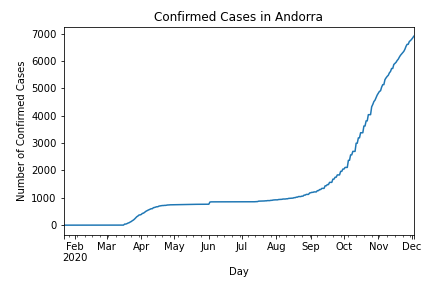 Confirmed Cases in Andorra
Number of Confirmed Cases
7000
6000
5000
4000
3000
2000
1000
0
Feb Mar Apr May Jun Jul Aug Sep Oct Nov Dec
2020
Day